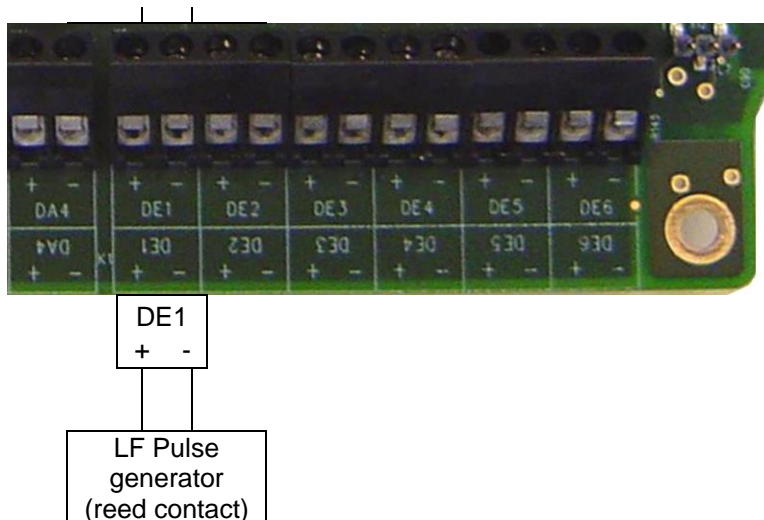 + - + - + - + - + - + - + -
DA4 DE1 DE2 DE3 DE4 DE5 DE6
DA4 DE1 DE2 DE3 DE4 DE5 DE6
+ - + - + - + - + - + - + -
DE1
+ -
LF Pulse
generator
(reed contact)